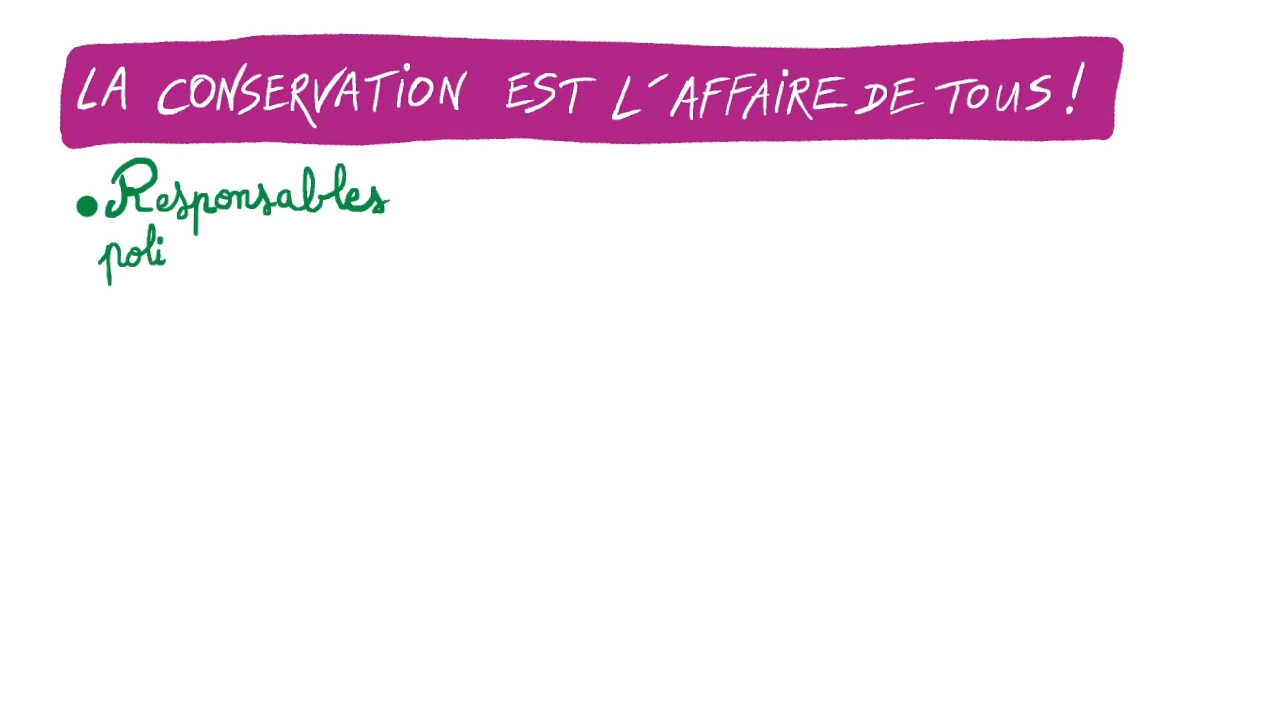 LA CONSERVATION EST L'AFFAIRE DE TOUS !
• Responsables
poli